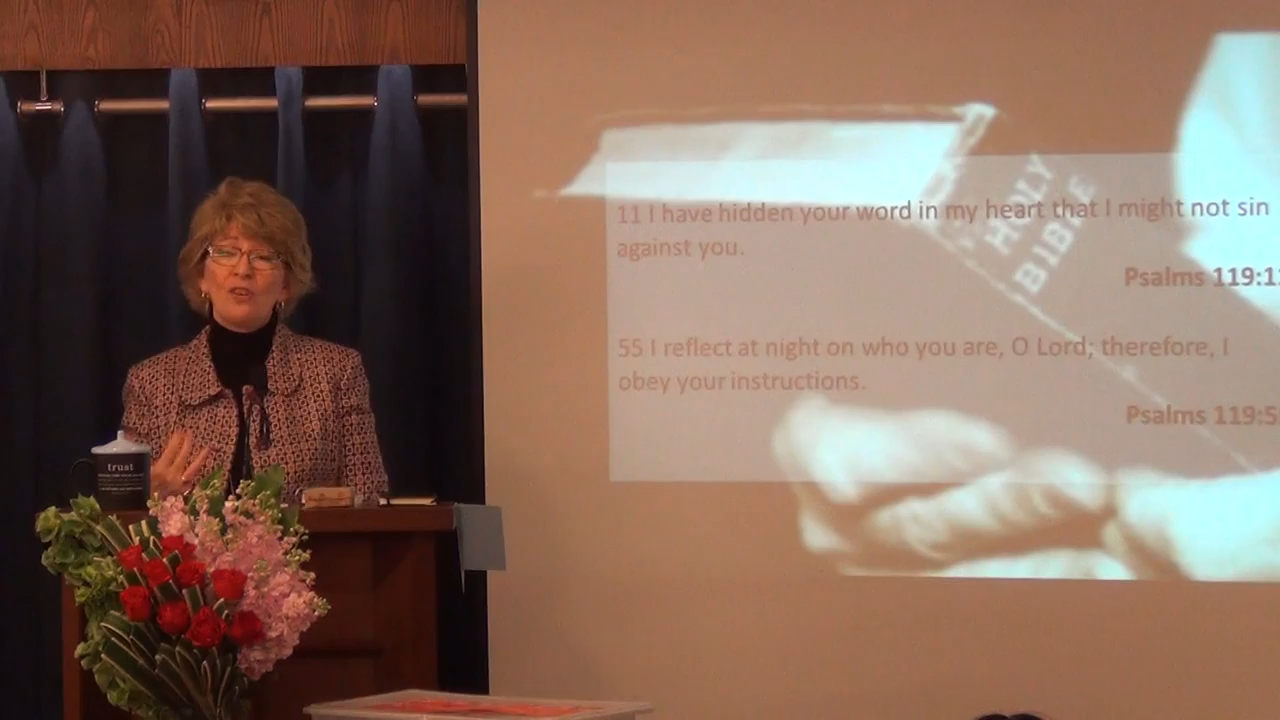 11 I have hidden your word in my heart that I might not sin
against you.
Psalms 119:11
55 I reflect at night on who you are, O Lord; therefore, I
obey your instructions.
Psalms 119:5
HOLY
BIBLE
trust